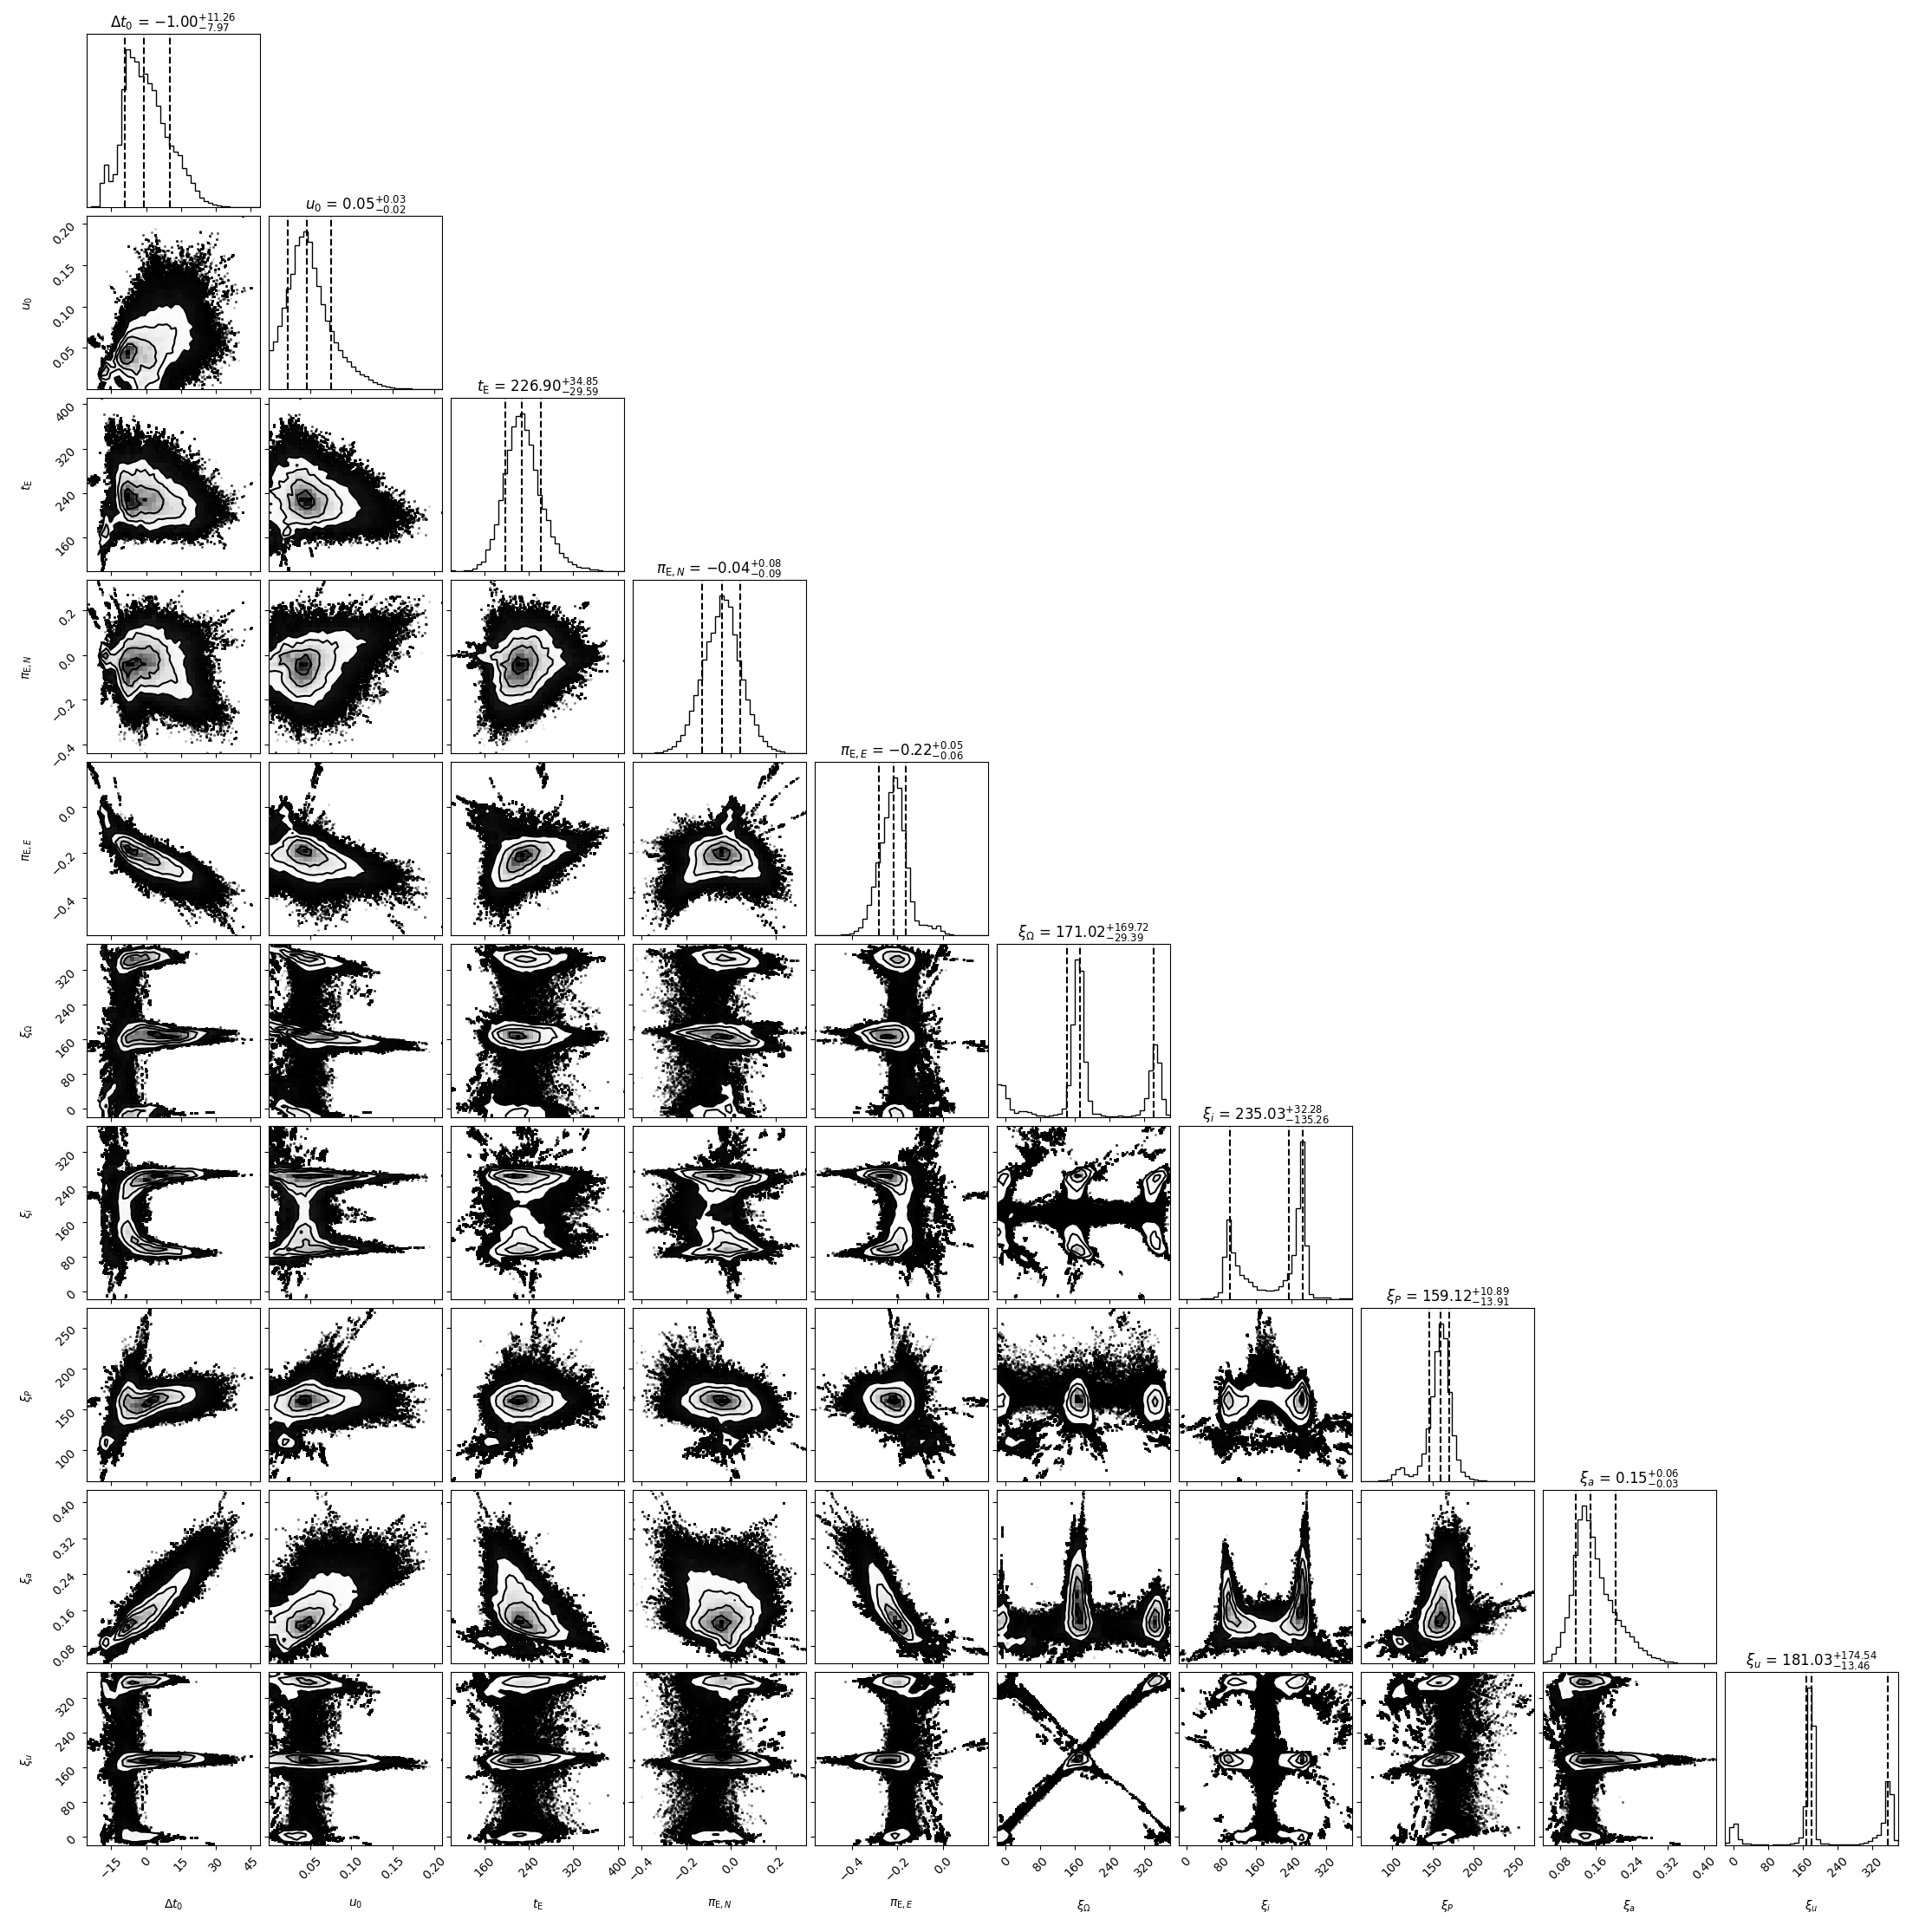 Δt₀ = −1.00^{+11.26}_{−7.97}
u₀ = 0.05^{+0.03}_{−0.02}
0.20
0.15
0.10
0.05
u₀
t_E = 226.90^{+34.85}_{−29.59}
400
320
240
160
t_E
π_{E,N} = −0.04^{+0.08}_{−0.09}
0.2
0.0
−0.2
−0.4
π_{E,N}
π_{E,E} = −0.22^{+0.05}_{−0.06}
0.0
−0.2
−0.4
π_{E,E}
ξ_Ω = 171.02^{+169.72}_{−29.39}
320
240
160
80
0
ξ_Ω
ξ_i = 235.03^{+32.28}_{−135.26}
320
240
160
80
0
ξ_i
ξ_P = 159.12^{+10.89}_{−13.91}
250
200
150
100
ξ_P
ξ_a = 0.15^{+0.06}_{−0.03}
0.40
0.32
0.24
0.16
0.08
ξ_a
ξ_u = 181.03^{+174.54}_{−13.46}
320
240
160
80
0
ξ_u
−15 0 15 30 45 0.05 0.10 0.15 0.20 160 240 320 400 −0.4 −0.2 0.0 0.2 −0.4 −0.2 0.0 0 80 160 240 320 0 80 160 240 320 100 150 200 250 0.08 0.16 0.24 0.32 0.40 0 80 160 240 320
Δt₀ u₀ t_E π_{E,N} π_{E,E} ξ_Ω ξ_i ξ_P ξ_a ξ_u